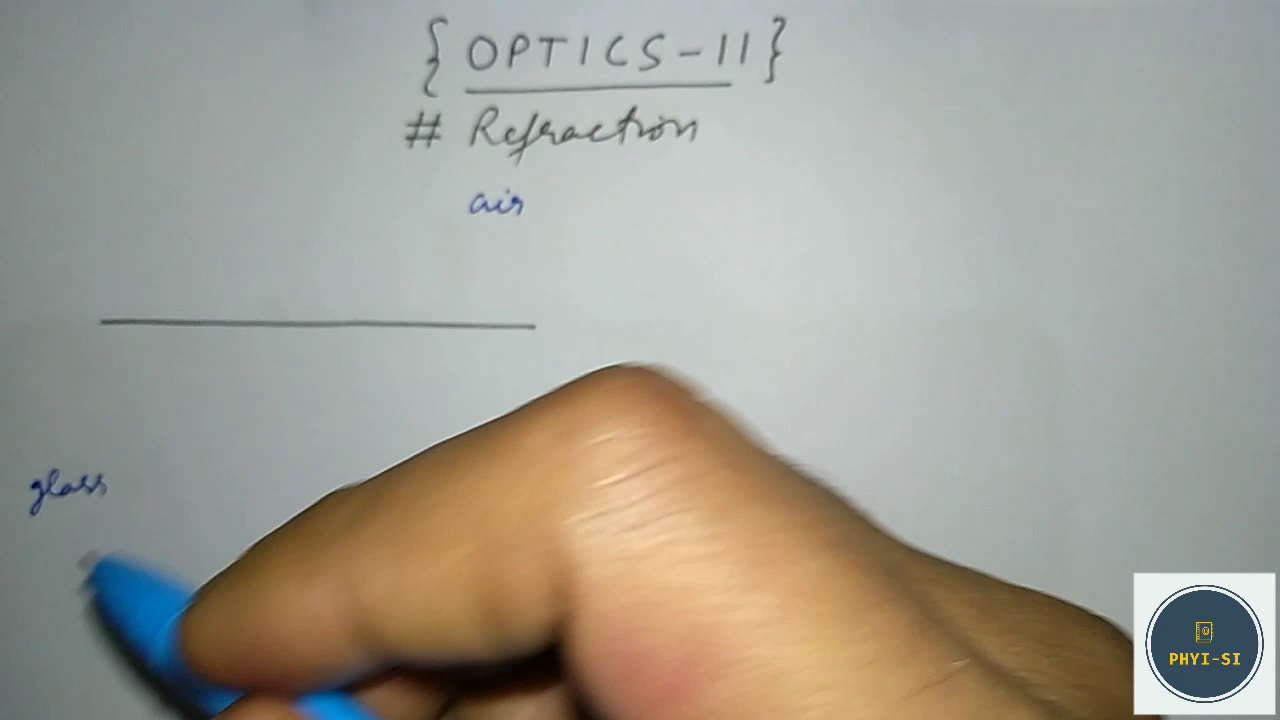 { OPTICS-II }
# Refraction
air
glass
PHYI-SI